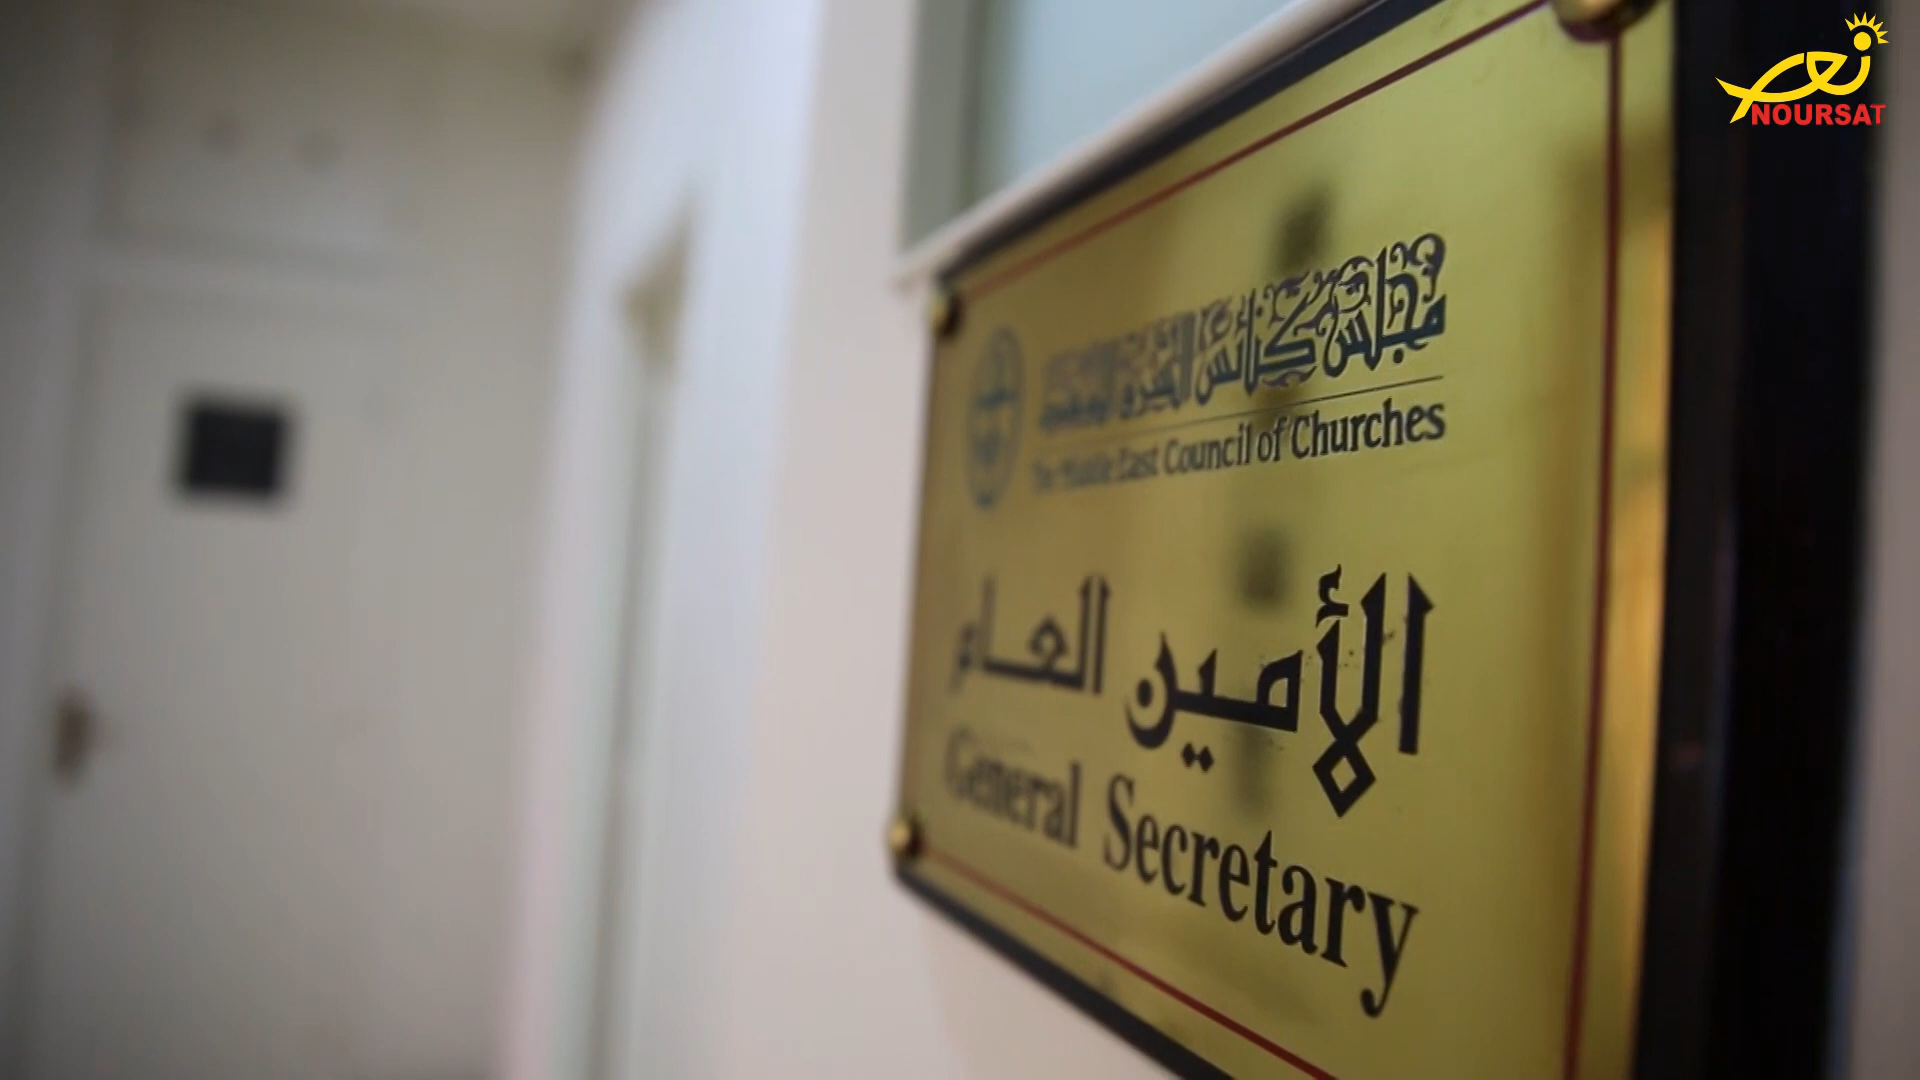 NOURSAT
مجلس كنائس الشرق الأوسط
The Middle East Council of Churches
الأمين العام
General Secretary